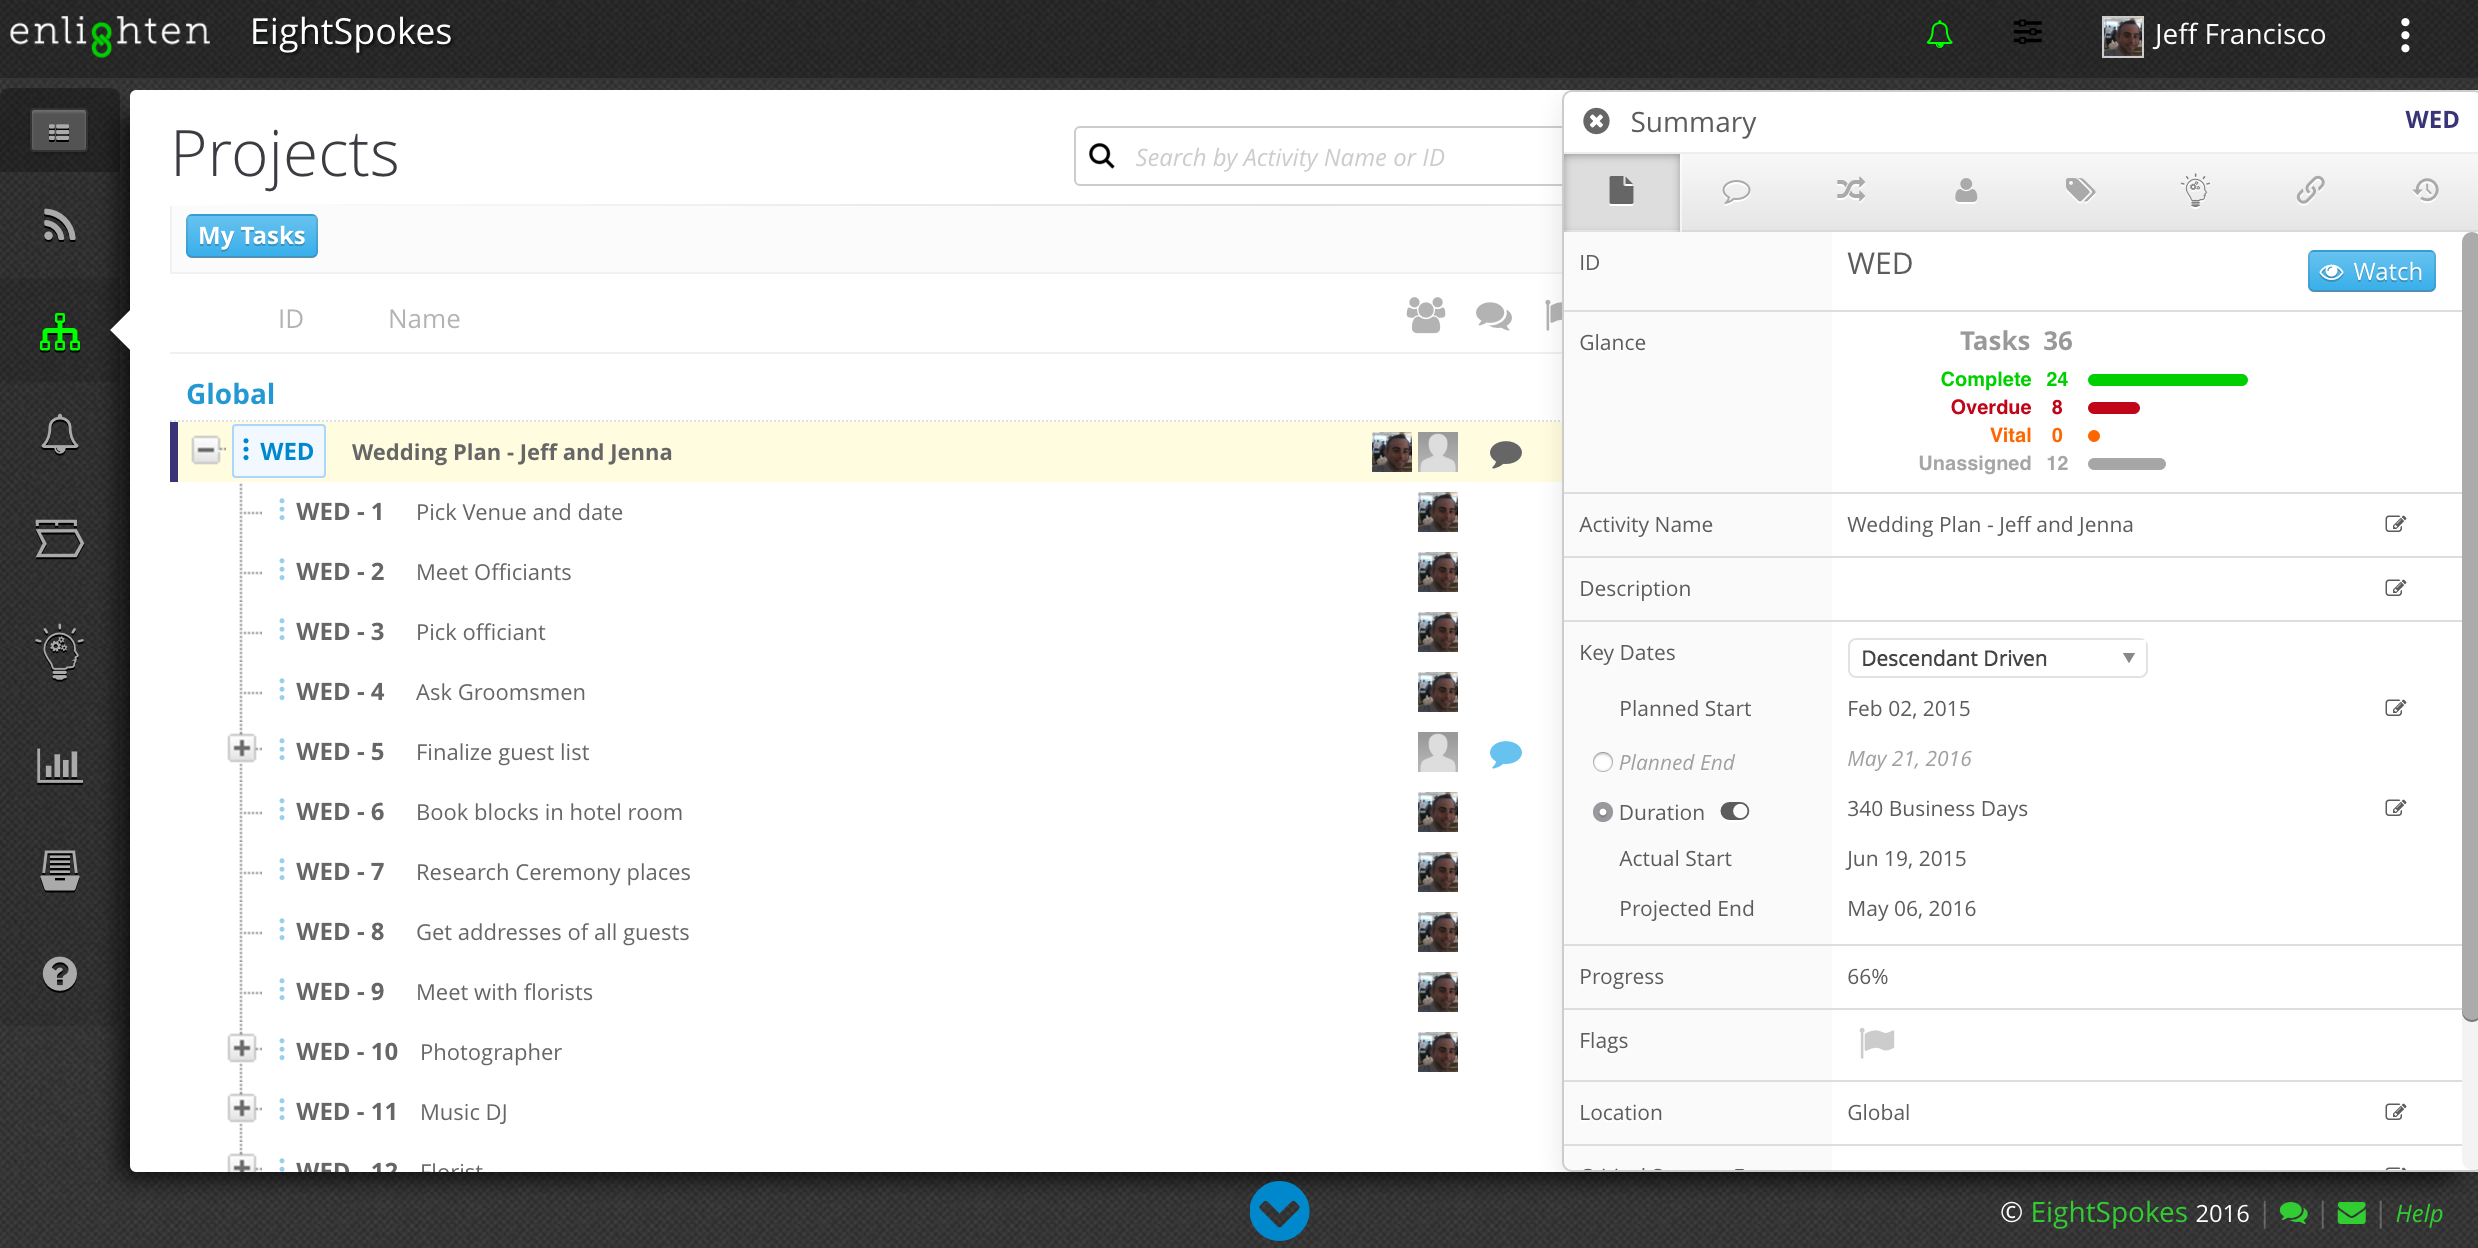 enlighten EightSpokes Jeff Francisco
Projects
Search by Activity Name or ID
My Tasks
ID Name
Global
WED Wedding Plan - Jeff and Jenna
WED - 1 Pick Venue and date
WED - 2 Meet Officiants
WED - 3 Pick officiant
WED - 4 Ask Groomsmen
WED - 5 Finalize guest list
WED - 6 Book blocks in hotel room
WED - 7 Research Ceremony places
WED - 8 Get addresses of all guests
WED - 9 Meet with florists
WED - 10 Photographer
WED - 11 Music DJ
WED - 12 Florist
Summary WED
ID WED Watch
Glance
Tasks 36
Complete 24
Overdue 8
Vital 0
Unassigned 12
Activity Name Wedding Plan - Jeff and Jenna
Description
Key Dates Descendant Driven
Planned Start Feb 02, 2015
Planned End May 21, 2016
Duration 340 Business Days
Actual Start Jun 19, 2015
Projected End May 06, 2016
Progress 66%
Flags
Location Global
© EightSpokes 2016 | | | Help